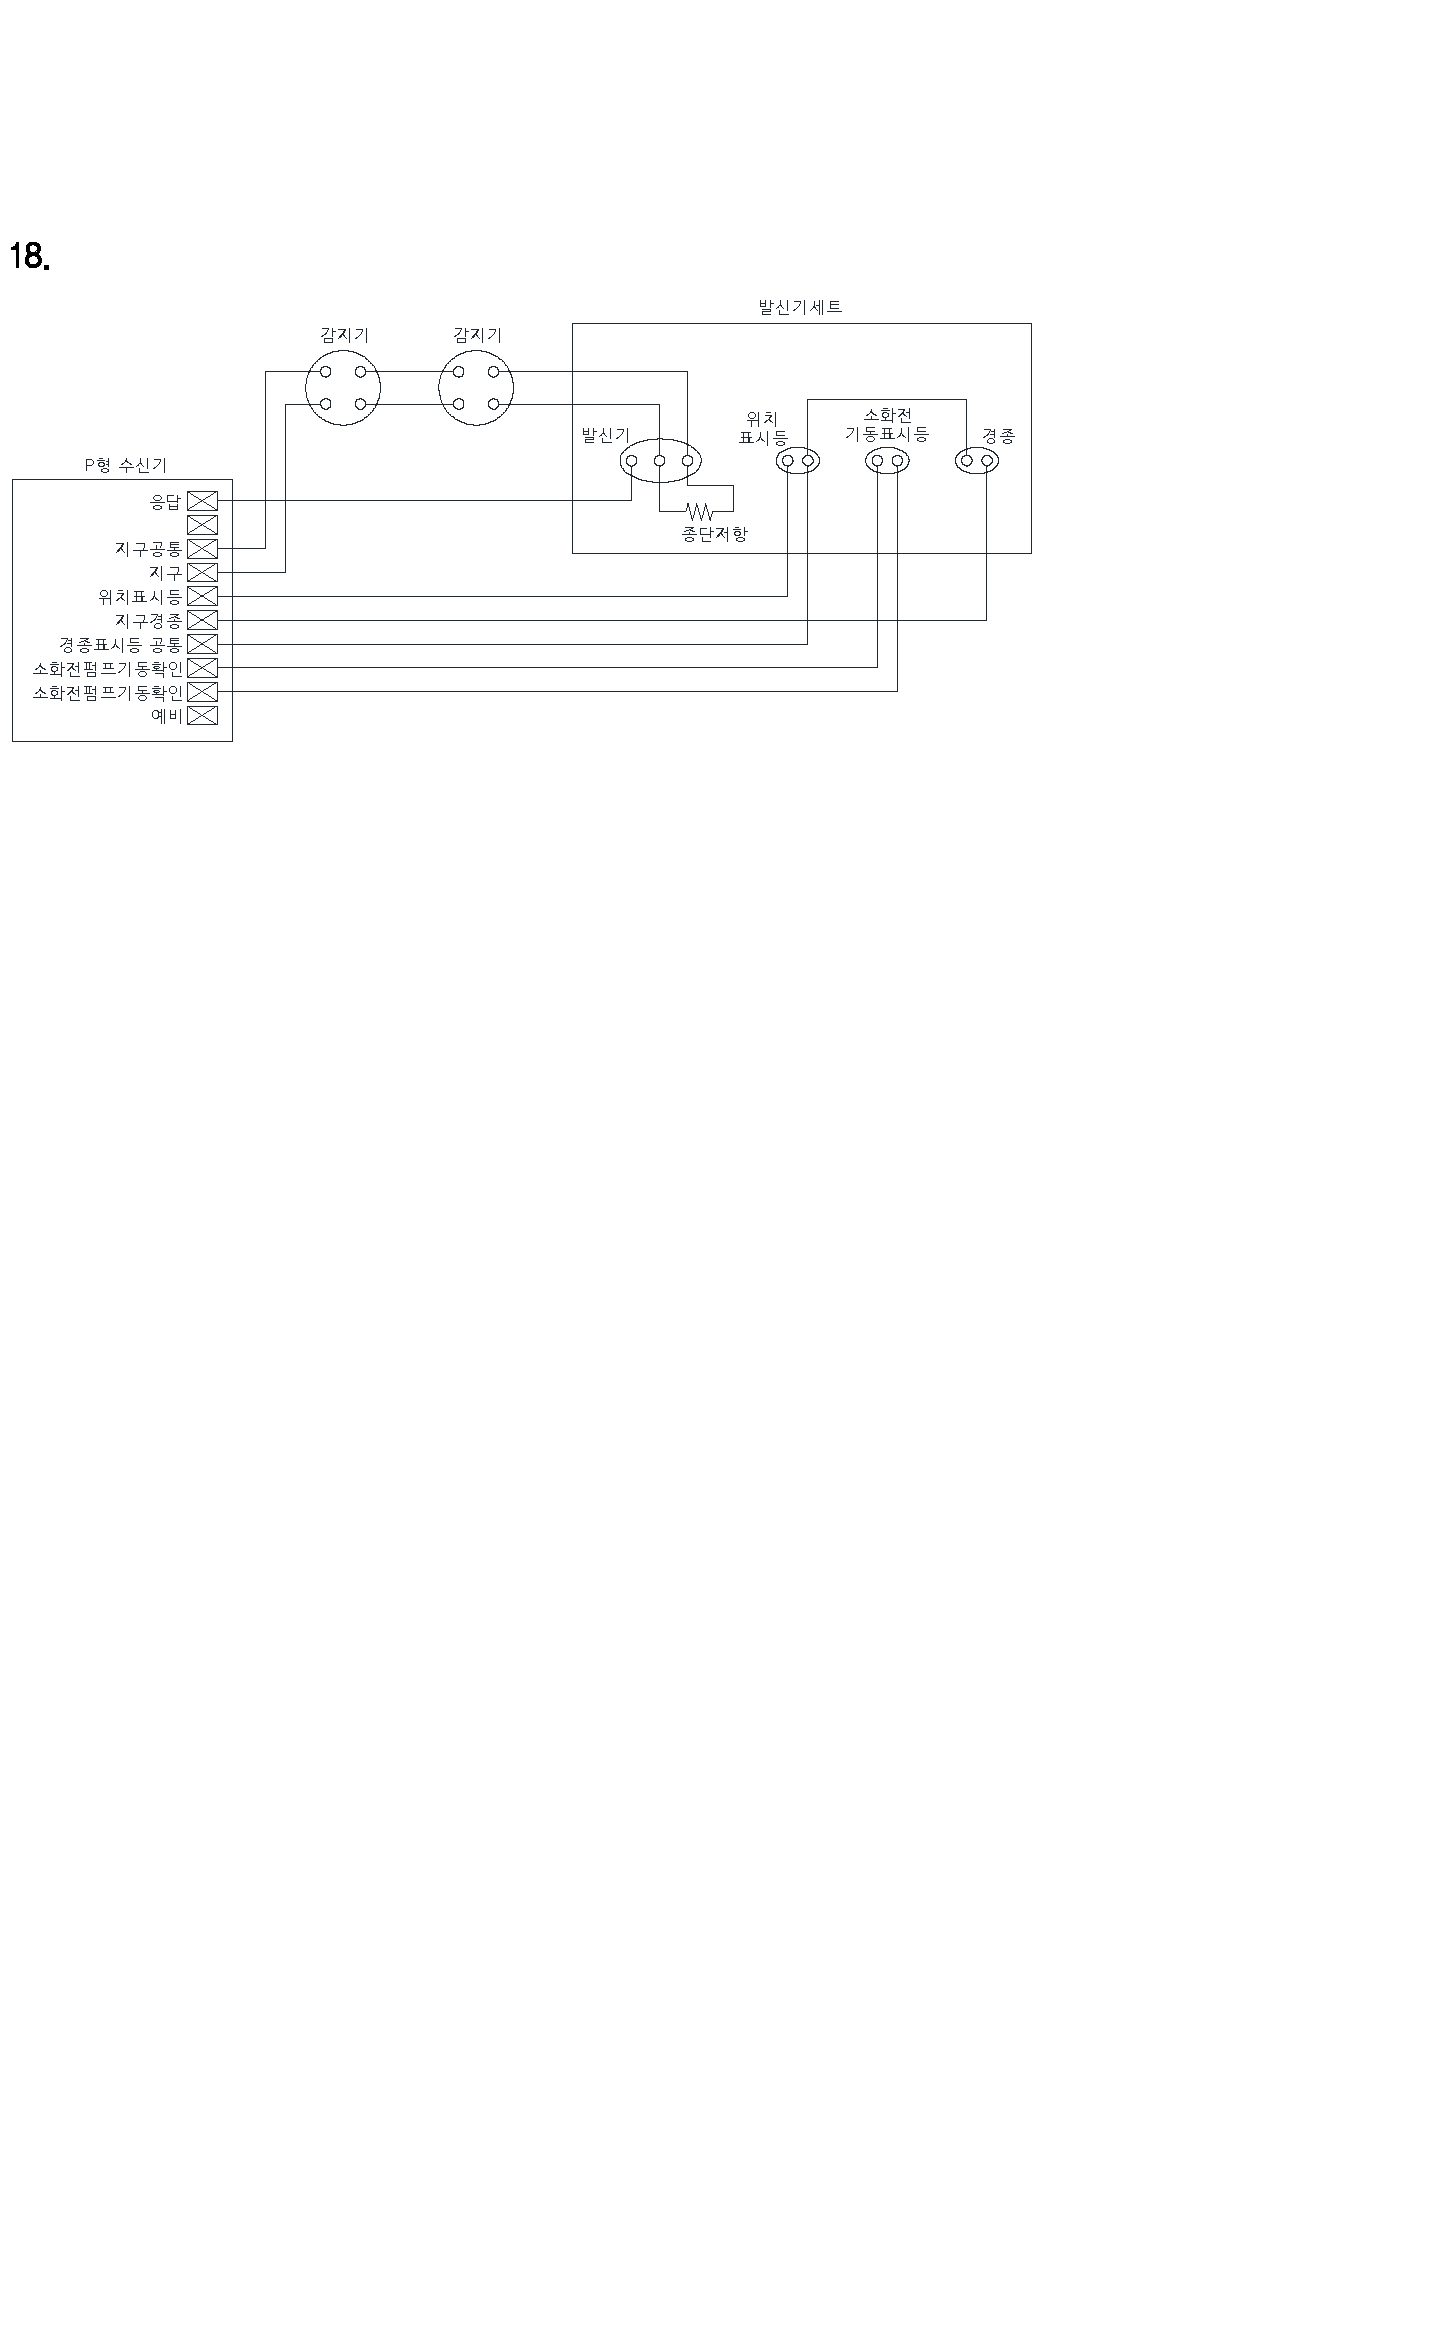 18.
발신기세트
감지기
감지기
위치
표시등
소화전
기동표시등
경종
발신기
P형 수신기
응답
종단저항
지구공통
지구
위치표시등
지구경종
경종표시등 공통
소화전펌프기동확인
소화전펌프기동확인
예비